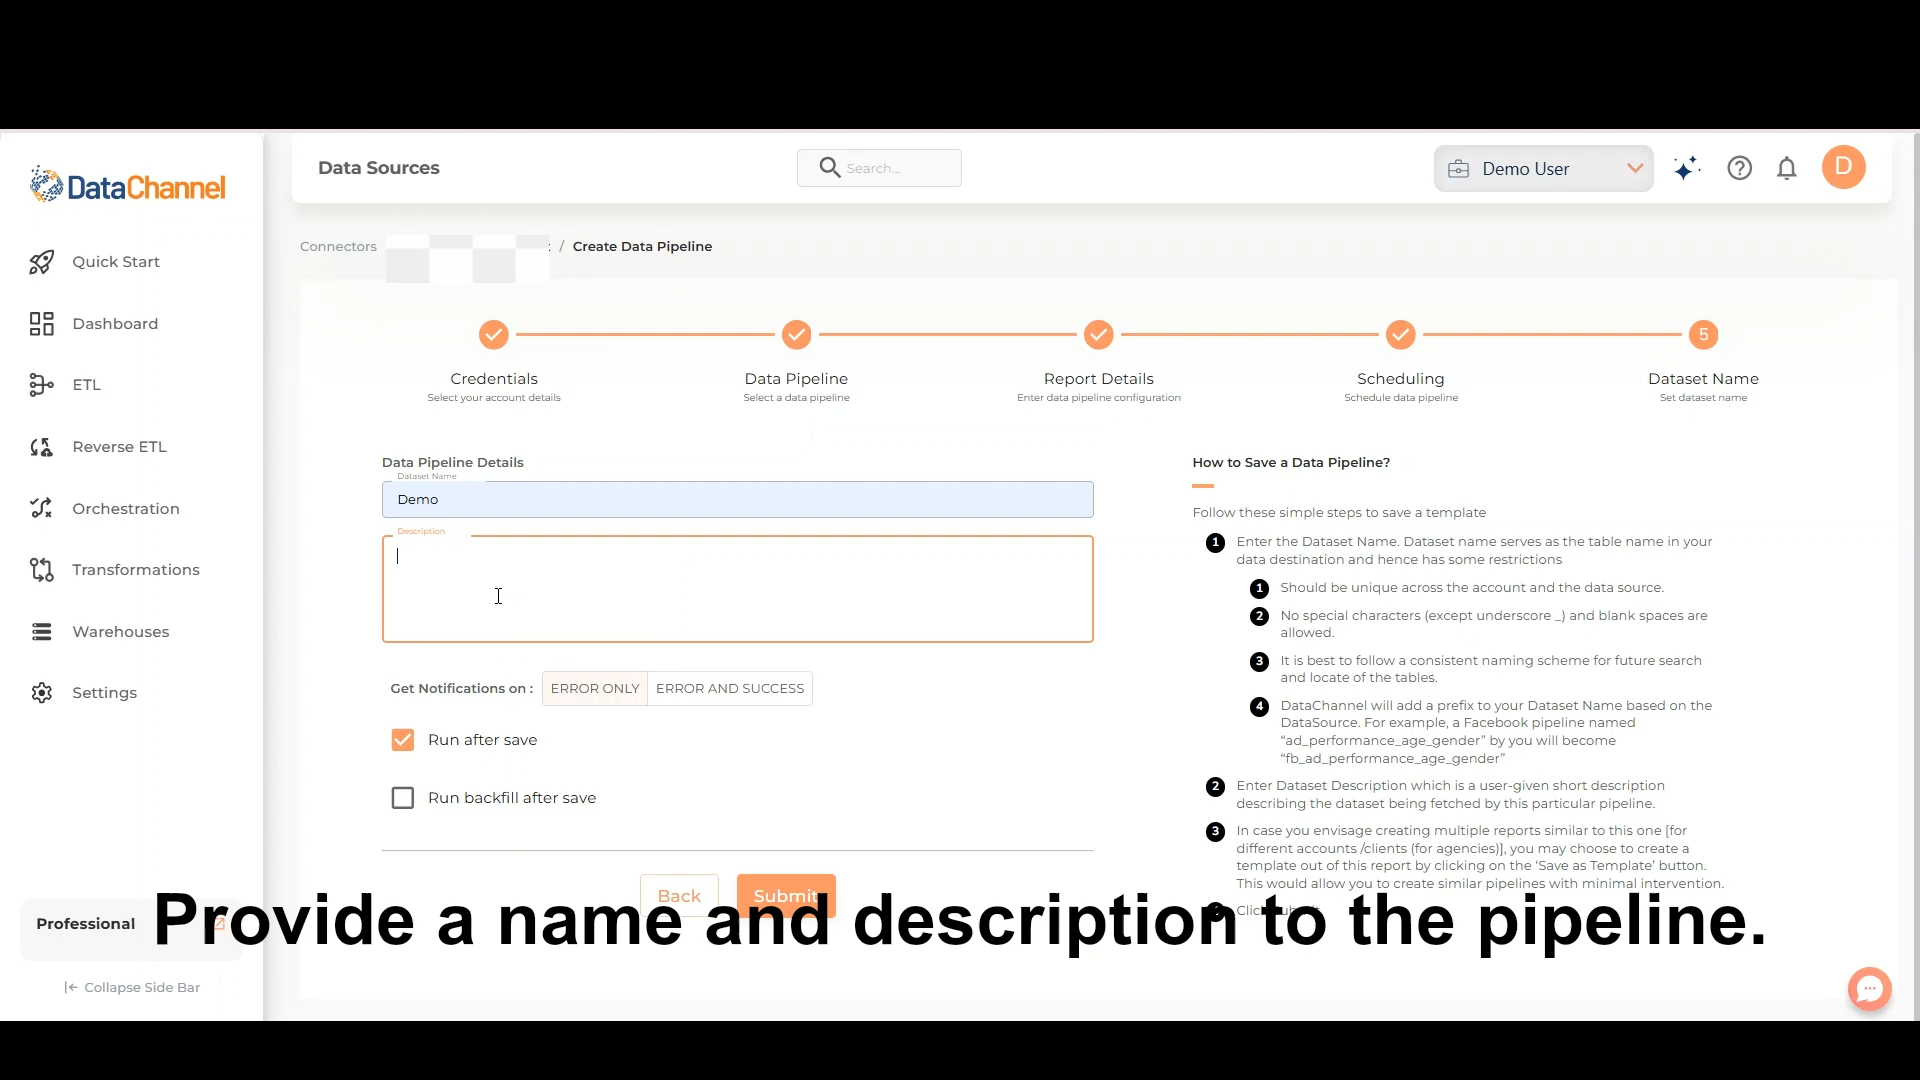 Data Sources
Search...
Demo User
D
DataChannel
Quick Start
Dashboard
ETL
Reverse ETL
Orchestration
Transformations
Warehouses
Settings
Professional
Collapse Side Bar
Connectors
/ Create Data Pipeline
5
Credentials
Select your account details
Data Pipeline
Select a data pipeline
Report Details
Enter data pipeline configuration
Scheduling
Schedule data pipeline
Dataset Name
Set dataset name
Data Pipeline Details
Dataset Name
Demo
Description
Get Notifications on : ERROR ONLY ERROR AND SUCCESS
Run after save
Run backfill after save
Back
Submit
How to Save a Data Pipeline?
Follow these simple steps to save a template
1 Enter the Dataset Name. Dataset name serves as the table name in your
data destination and hence has some restrictions
1 Should be unique across the account and the data source.
2 No special characters (except underscore _) and blank spaces are
allowed.
3 It is best to follow a consistent naming scheme for future search
and locate of the tables.
4 DataChannel will add a prefix to your Dataset Name based on the
DataSource. For example, a Facebook pipeline named
“ad_performance_age_gender” by you will become
“fb_ad_performance_age_gender”
2 Enter Dataset Description which is a user-given short description
describing the dataset being fetched by this particular pipeline.
3 In case you envisage creating multiple reports similar to this one [for
different accounts /clients (for agencies)], you may choose to create a
template out of this report by clicking on the ‘Save as Template’ button.
This would allow you to create similar pipelines with minimal intervention.
Provide a name and description to the pipeline.